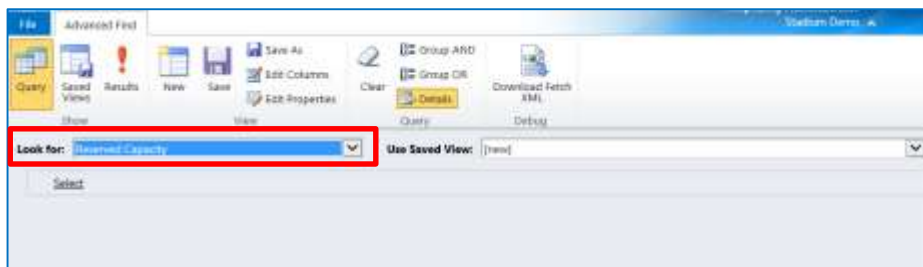 Stadium Demo
File Advanced Find
Query Saved Views Results New Save Save As Edit Columns Edit Properties Clear Group AND Group OR Details Download Fetch XML
Show View Query Debug
Look for: Reserved Capacity Use Saved View: [new]
Select